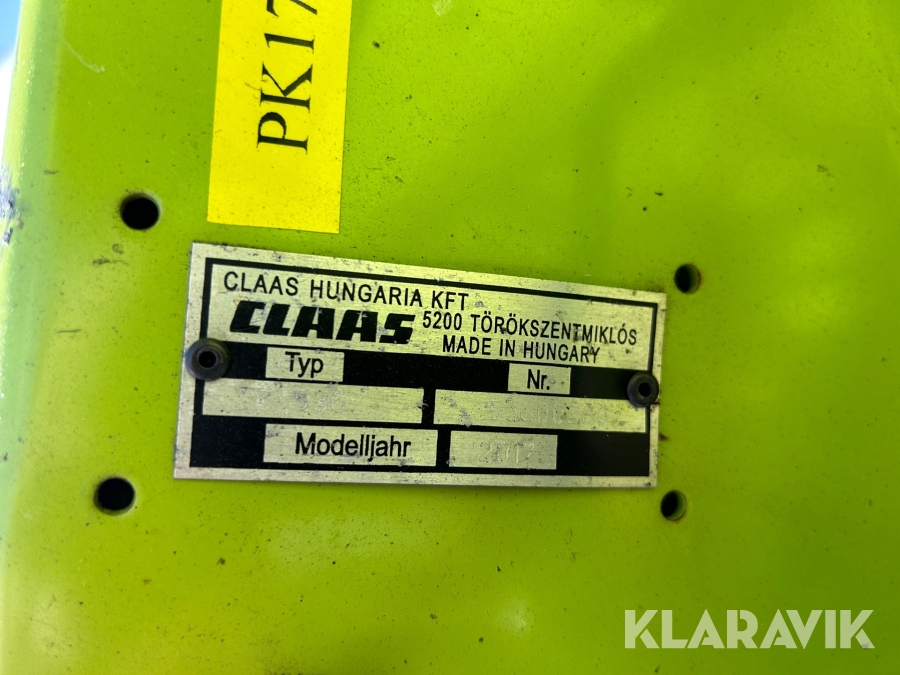 PK17
CLAAS HUNGARIA KFT
CLAAS 5200 TÖRÖKSZENTMIKLÓS
MADE IN HUNGARY
Typ Nr.
Modelljahr
KLARAVIK